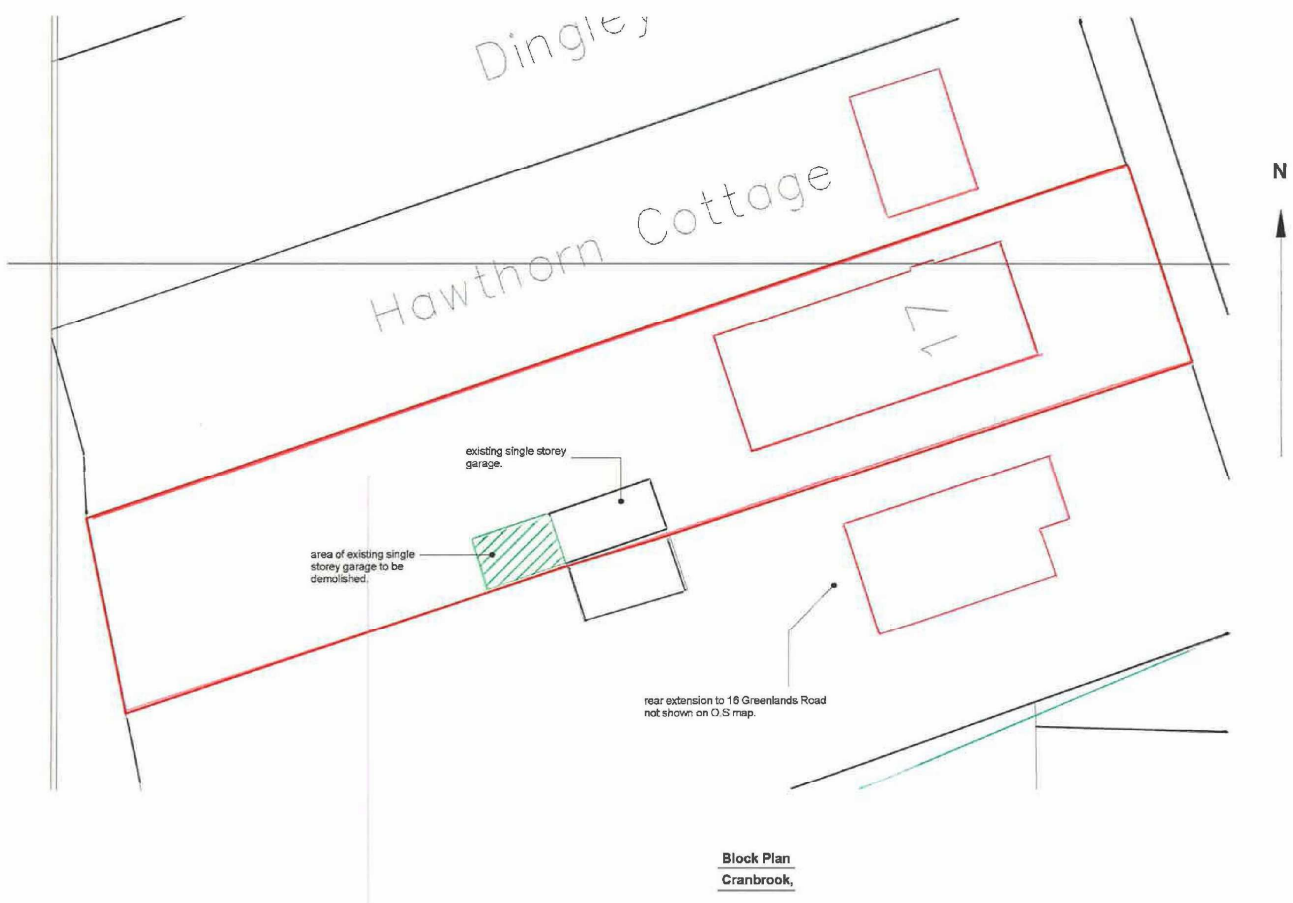 Dingley
N
Hawthorn Cottage
17
existing single storey
garage.
area of existing single
storey garage to be
demolished.
rear extension to 16 Greenlands Road
not shown on O.S map.
Block Plan
Cranbrook,